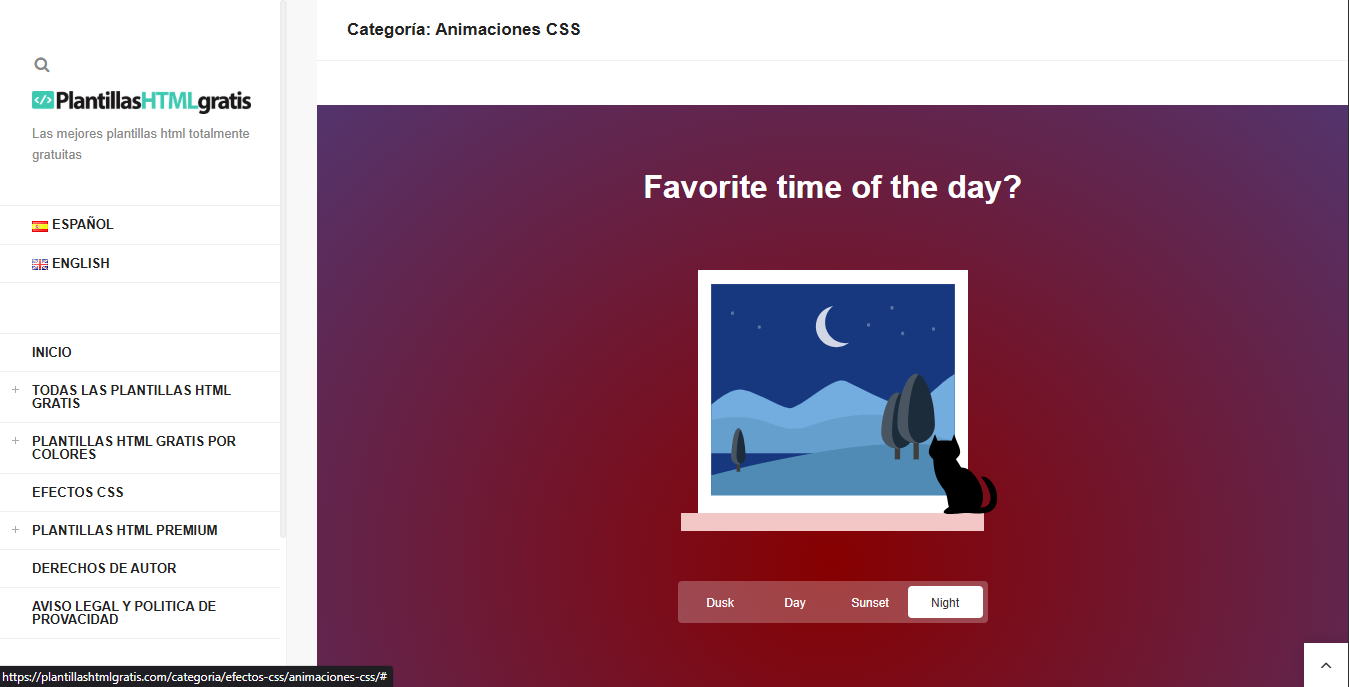 Categoría: Animaciones CSS
</> PlantillasHTMLgratis
Las mejores plantillas html totalmente
gratuitas
ESPAÑOL
ENGLISH
INICIO
+ TODAS LAS PLANTILLAS HTML
GRATIS
+ PLANTILLAS HTML GRATIS POR
COLORES
EFECTOS CSS
+ PLANTILLAS HTML PREMIUM
DERECHOS DE AUTOR
AVISO LEGAL Y POLITICA DE
PROVACIDAD
Favorite time of the day?
Dusk Day Sunset Night
https://plantillashtmlgratis.com/categoria/efectos-css/animaciones-css/#